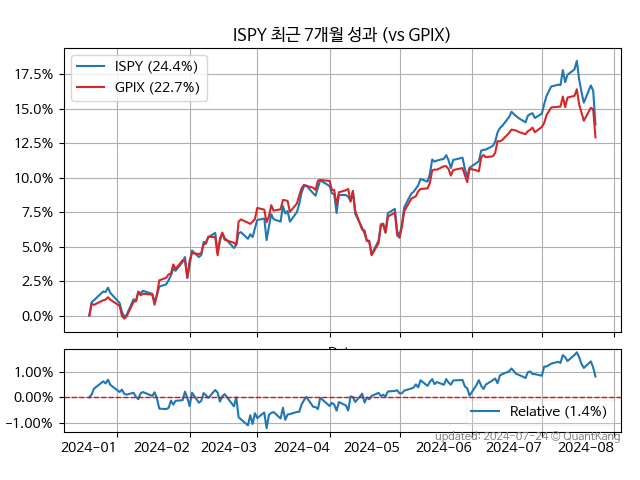 ISPY 최근 7개월 성과 (vs GPIX)
ISPY (24.4%)
GPIX (22.7%)
17.5%
15.0%
12.5%
10.0%
7.5%
5.0%
2.5%
0.0%
1.00%
0.00%
−1.00%
Relative (1.4%)
updated: 2024-07-24 © QuantKang
2024-01 2024-02 2024-03 2024-04 2024-05 2024-06 2024-07 2024-08